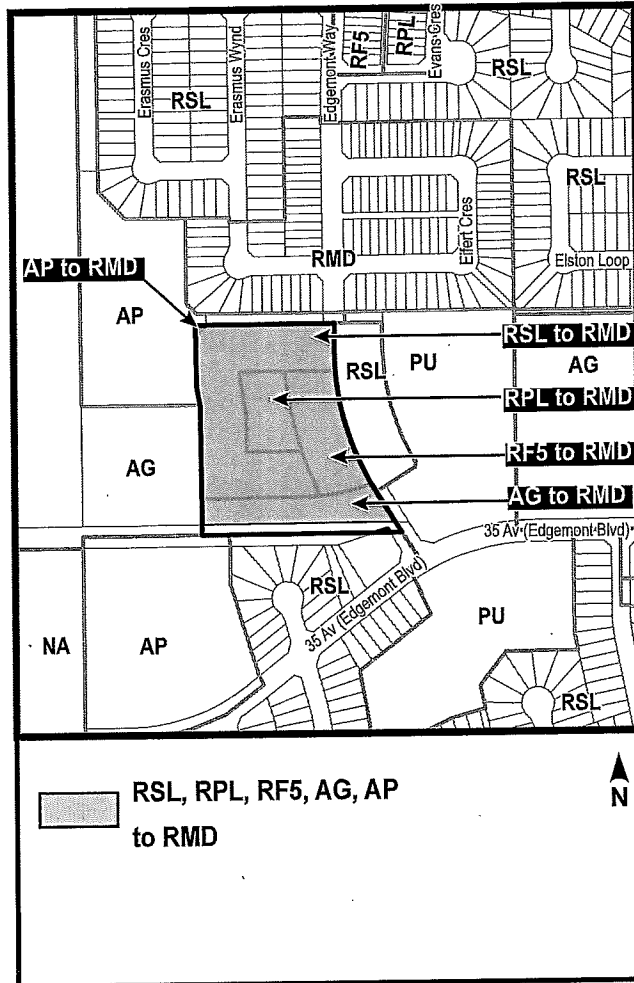 Erasmus Cres
Erasmus Wynd
Edgemont Way
RF5
RPL
Evans Cres
RSL
RSL
RSL
RMD
Eifert Cres
Elston Loop
AP to RMD
AP
RSL to RMD
RSL
PU
AG
RPL to RMD
AG
RF5 to RMD
AG to RMD
35 Av (Edgemont Blvd)
RSL
35 Av (Edgemont Blvd)
PU
NA
AP
RSL
RSL, RPL, RF5, AG, AP
to RMD
N